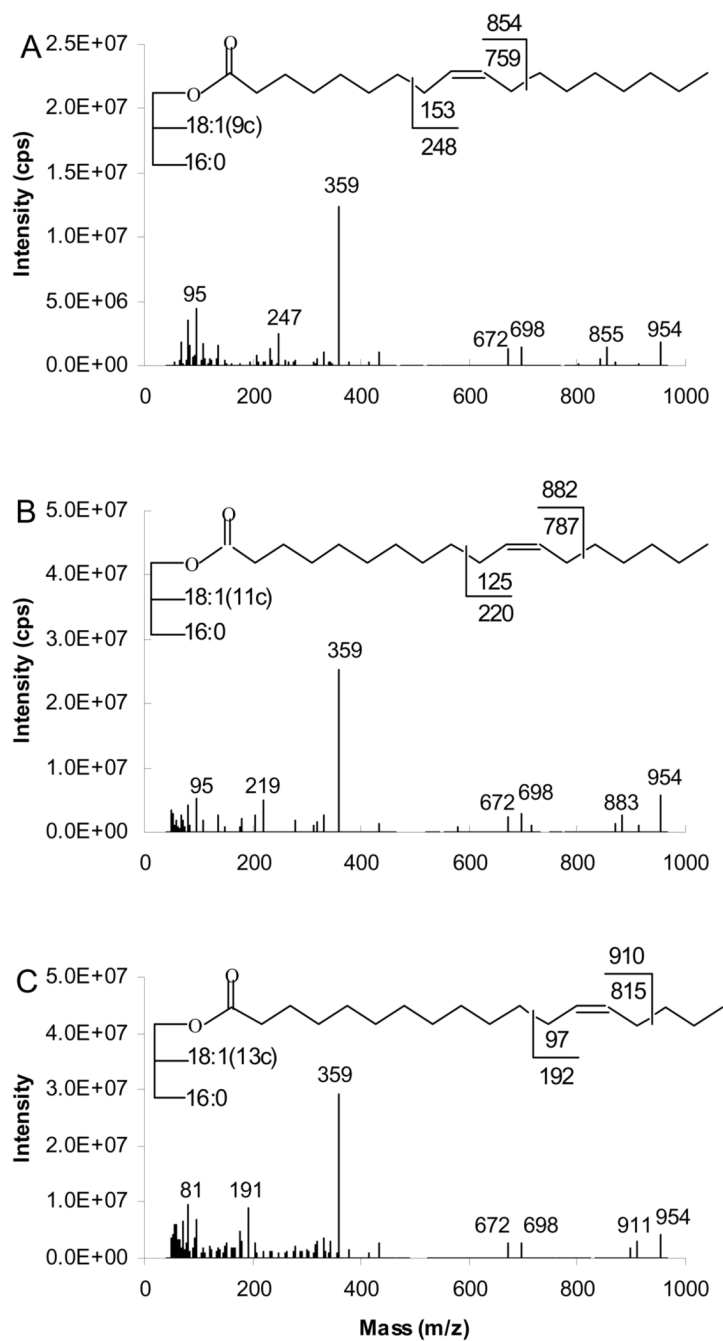 A
O
O
18:1(9c)
16:0
854
759
153
248
Intensity (cps)
2.5E+07
2.0E+07
1.5E+07
1.0E+07
5.0E+06
0.0E+00
95
247
359
672
698
855
954
0 200 400 600 800 1000
B
O
O
18:1(11c)
16:0
882
787
125
220
Intensity (cps)
5.0E+07
4.0E+07
3.0E+07
2.0E+07
1.0E+07
0.0E+00
95
219
359
672
698
883
954
0 200 400 600 800 1000
C
O
O
18:1(13c)
16:0
910
815
97
192
Intensity
5.0E+07
4.0E+07
3.0E+07
2.0E+07
1.0E+07
0.0E+00
81
191
359
672
698
911
954
0 200 400 600 800 1000
Mass (m/z)